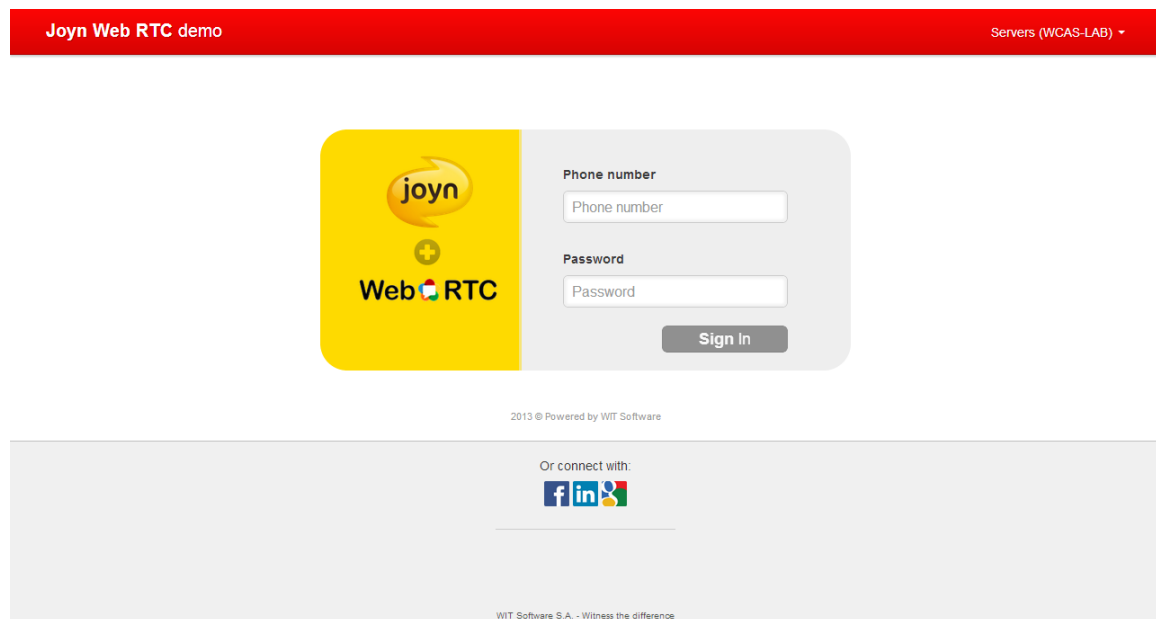 Joyn Web RTC demo
Servers (WCAS-LAB)
joyn
Web RTC
Phone number
Phone number
Password
Password
Sign In
2013 © Powered by WIT Software
Or connect with:
f in g
WIT Software S.A. - Witness the difference